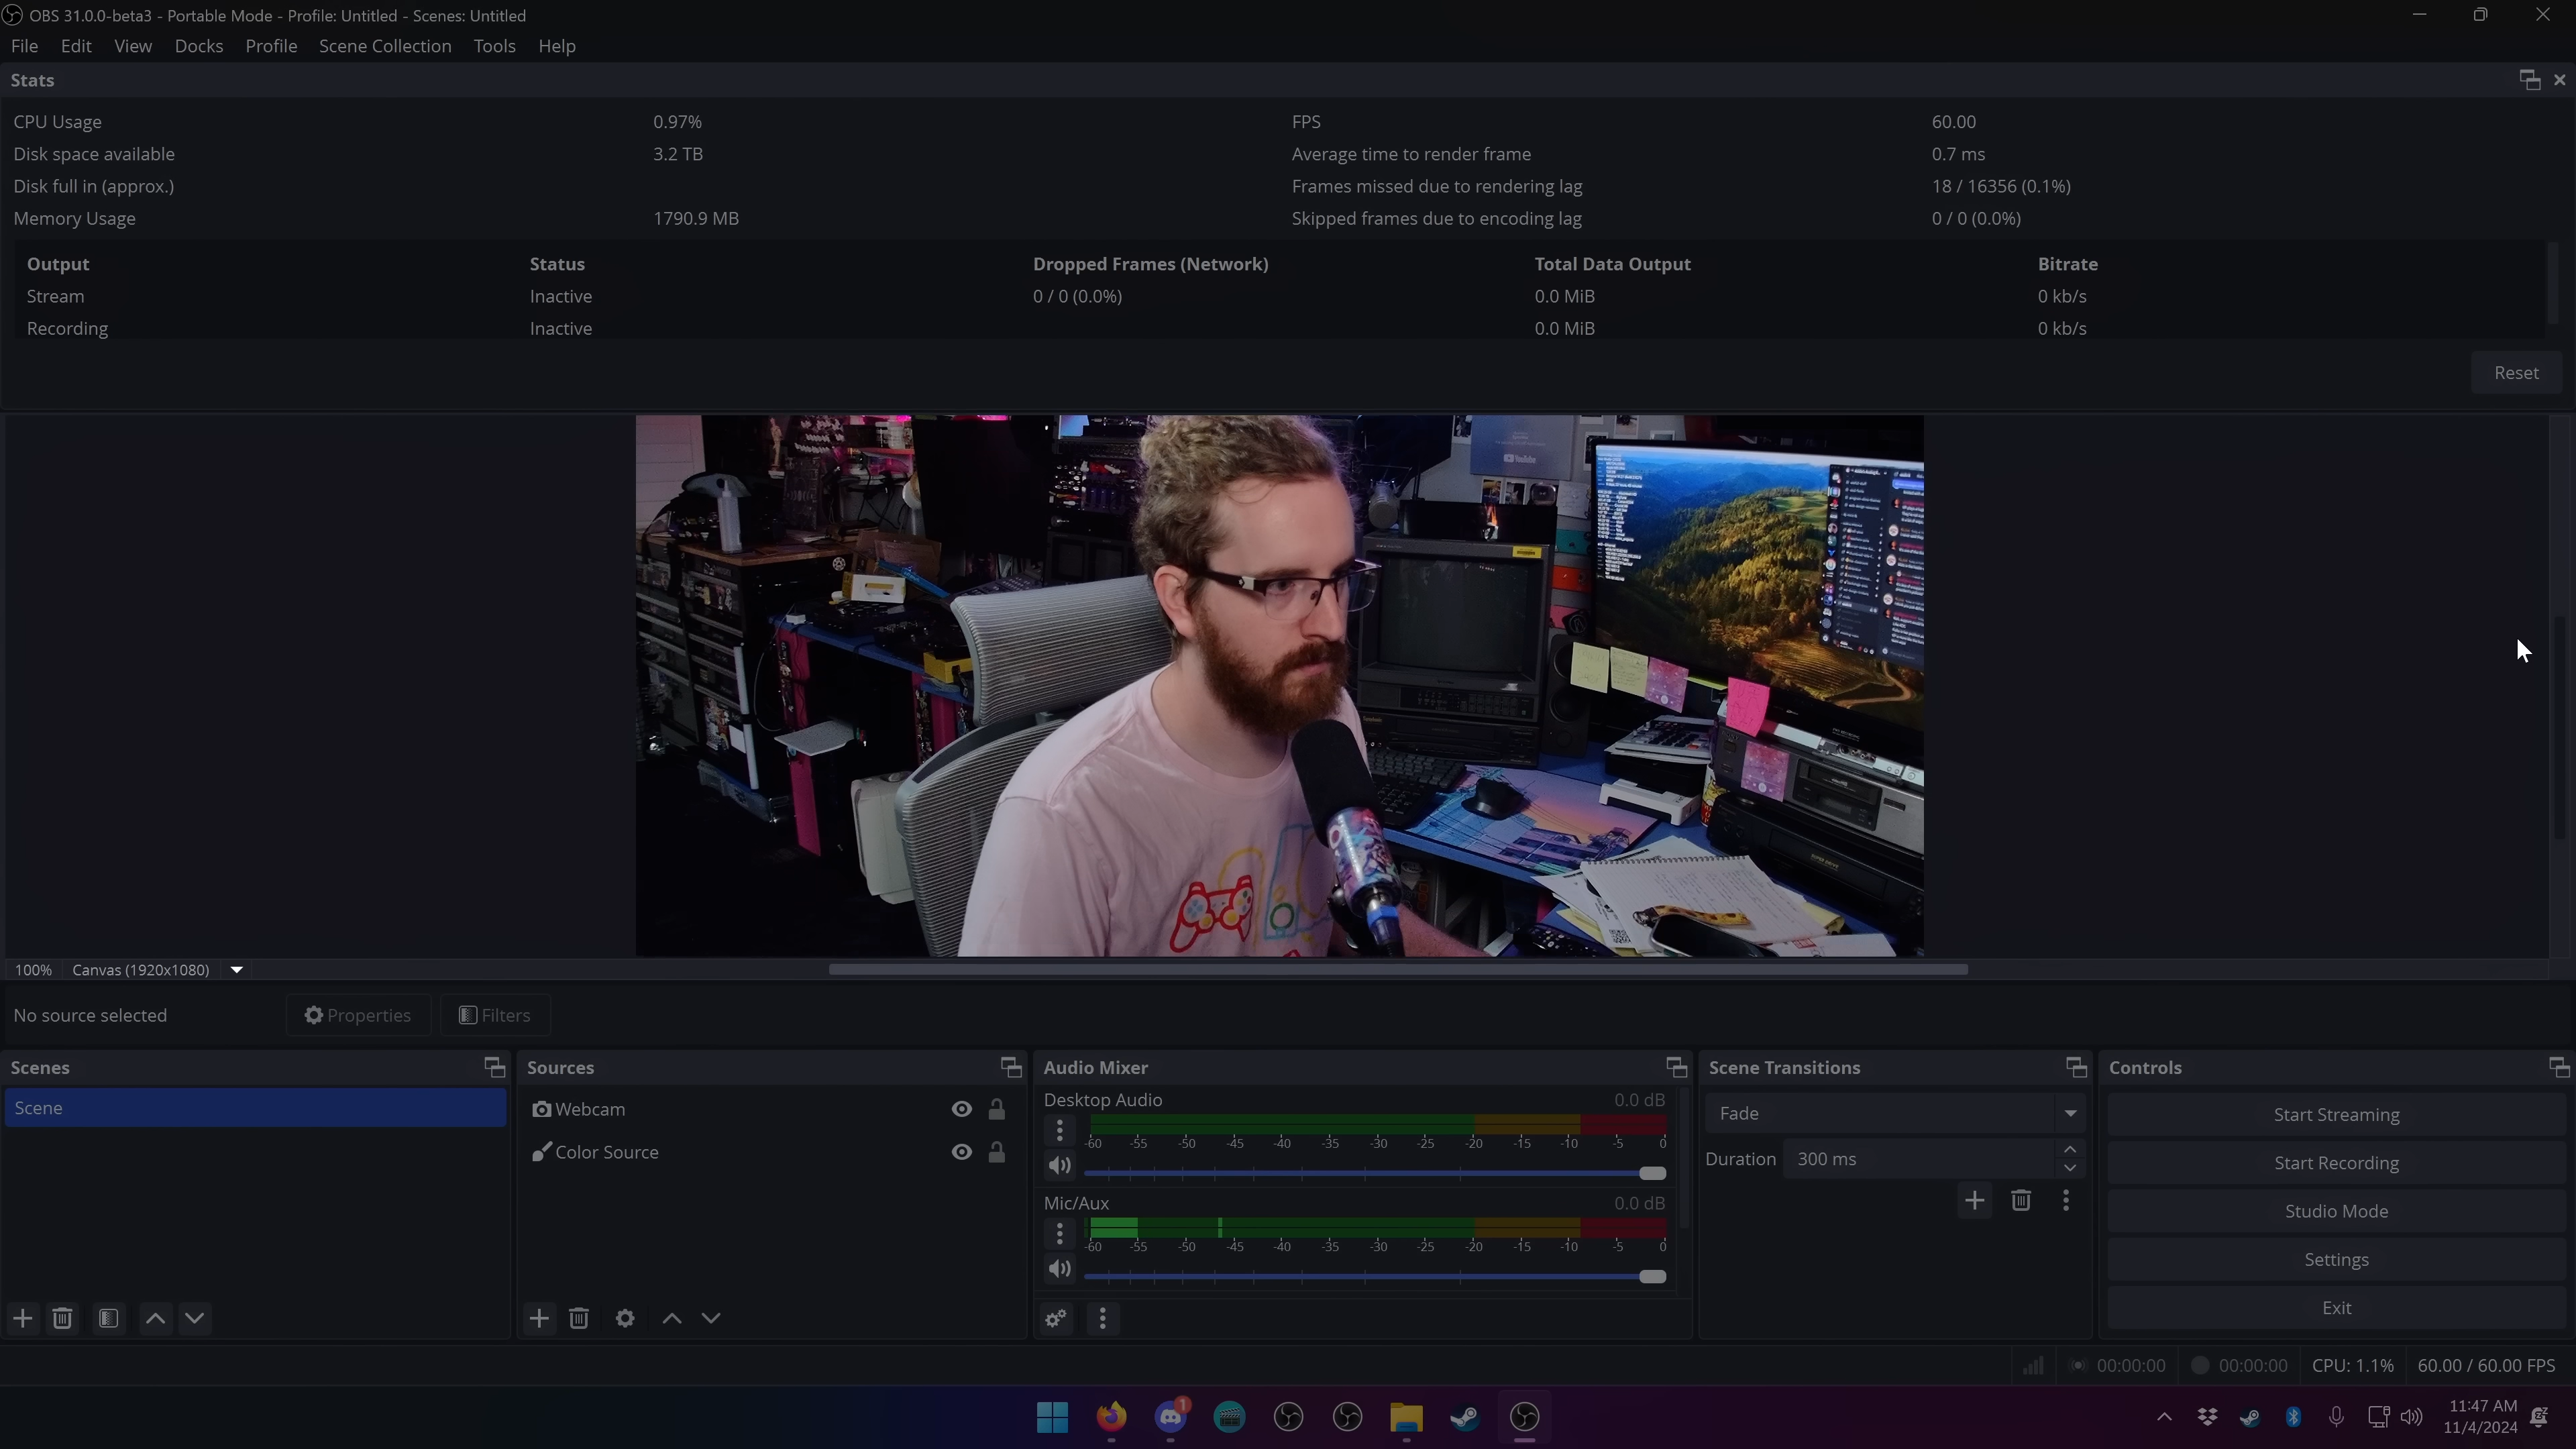 OBS 31.0.0-beta3 - Portable Mode - Profile: Untitled - Scenes: Untitled
File Edit View Docks Profile Scene Collection Tools Help
Stats
CPU Usage 0.97% FPS 60.00
Disk space available 3.2 TB Average time to render frame 0.7 ms
Disk full in (approx.) Frames missed due to rendering lag 18 / 16356 (0.1%)
Memory Usage 1790.9 MB Skipped frames due to encoding lag 0 / 0 (0.0%)
Output Status Dropped Frames (Network) Total Data Output Bitrate
Stream Inactive 0 / 0 (0.0%) 0.0 MiB 0 kb/s
Recording Inactive 0.0 MiB 0 kb/s
Reset
YouTube
100% Canvas (1920x1080)
No source selected Properties Filters
Scenes
Scene
Sources
Webcam
Color Source
Audio Mixer
Desktop Audio 0.0 dB
-60 -55 -50 -45 -40 -35 -30 -25 -20 -15 -10 -5 0
Mic/Aux 0.0 dB
-60 -55 -50 -45 -40 -35 -30 -25 -20 -15 -10 -5 0
Scene Transitions
Fade
Duration 300 ms
Controls
Start Streaming
Start Recording
Studio Mode
Settings
Exit
00:00:00 00:00:00 CPU: 1.1% 60.00 / 60.00 FPS
1
11:47 AM
11/4/2024